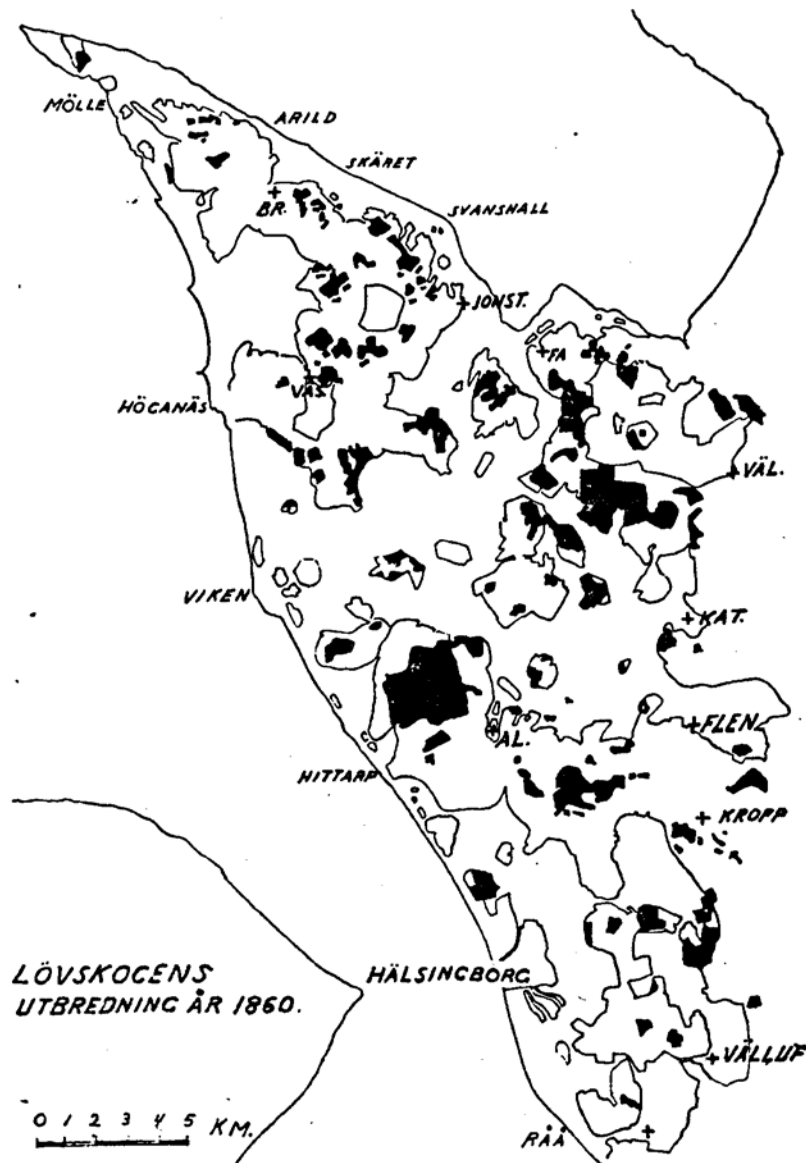 MÖLLE
ARILD
SKÄRET
BR.
SVANSHALL
JONST.
FA
VÄS.
HÖGANÄS
VÄL.
VIKEN
KAT.
FLEN.
AL.
HITTARP
KROPP
LÖVSKOGENS
UTBREDNING ÅR 1860.
HÄLSINGBORG
VÄLLUF
0 1 2 3 4 5 KM.
RÅÅ